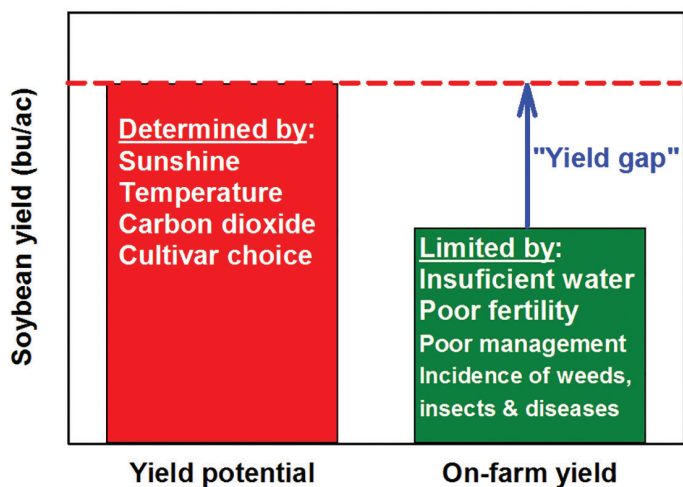 Soybean yield (bu/ac)
Determined by:
Sunshine
Temperature
Carbon dioxide
Cultivar choice
"Yield gap"
Limited by:
Insuficient water
Poor fertility
Poor management
Incidence of weeds,
insects & diseases
Yield potential
On-farm yield